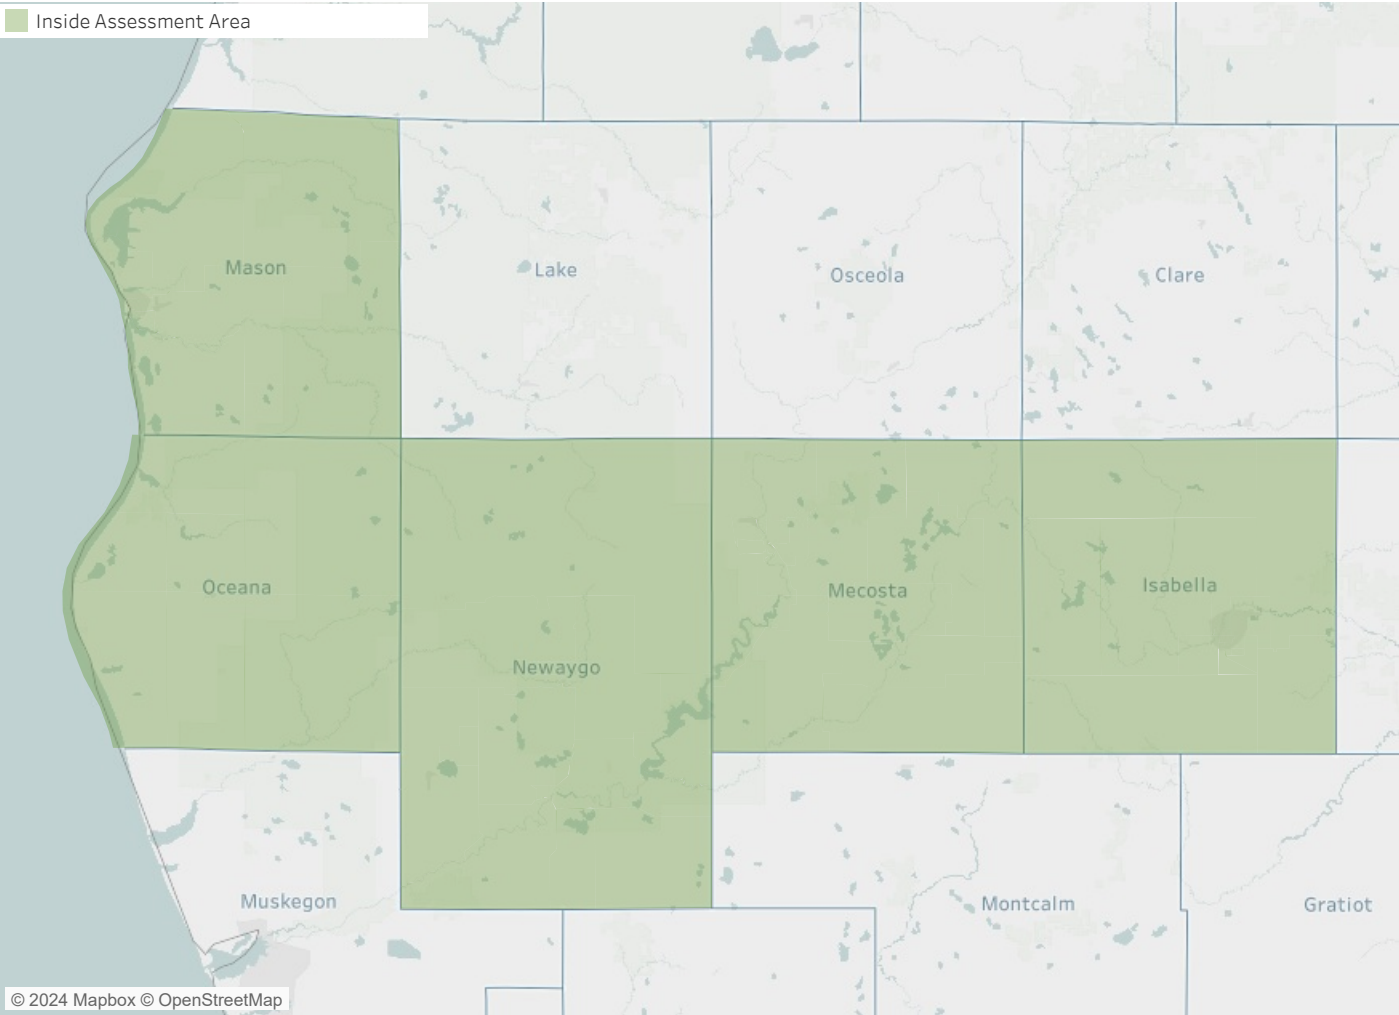 Inside Assessment Area
Mason
Lake
Osceola
Clare
Oceana
Newaygo
Mecosta
Isabella
Muskegon
Montcalm
Gratiot
© 2024 Mapbox © OpenStreetMap